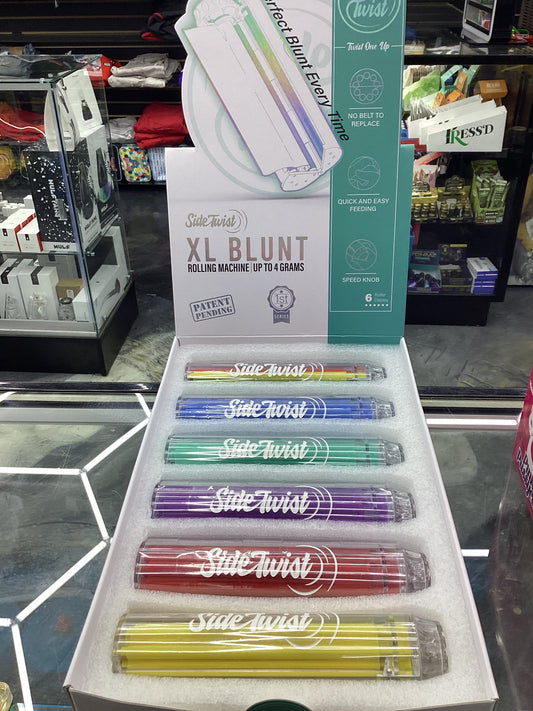 Twist
Twist One Up
Perfect Blunt Every Time
NO BELT TO
REPLACE
QUICK AND EASY
FEEDING
SPEED KNOB
6
Side Twist
XL BLUNT
ROLLING MACHINE | UP TO 4 GRAMS
PATENT
PENDING
1st
SERIES
PRESS'D
Side Twist
Side Twist
Side Twist
Side Twist
Side Twist
Side Twist